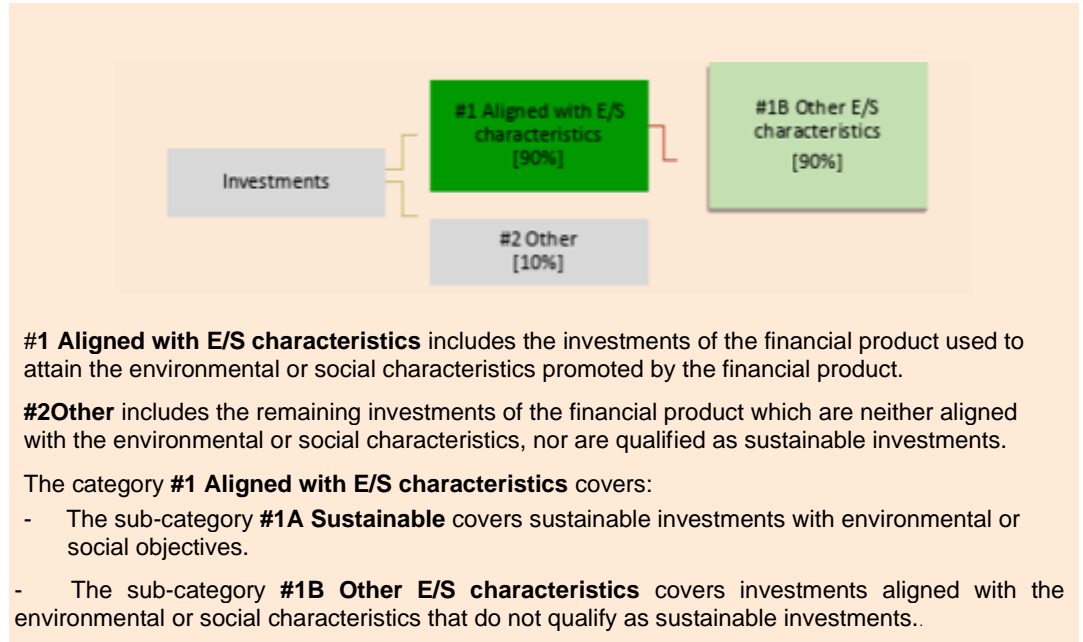 #1 Aligned with E/S
characteristics
[90%]
#1B Other E/S
characteristics
[90%]
Investments
#2 Other
[10%]
#1 Aligned with E/S characteristics includes the investments of the financial product used to
attain the environmental or social characteristics promoted by the financial product.
#2Other includes the remaining investments of the financial product which are neither aligned
with the environmental or social characteristics, nor are qualified as sustainable investments.
The category #1 Aligned with E/S characteristics covers:
- The sub-category #1A Sustainable covers sustainable investments with environmental or
social objectives.
- The sub-category #1B Other E/S characteristics covers investments aligned with the
environmental or social characteristics that do not qualify as sustainable investments..